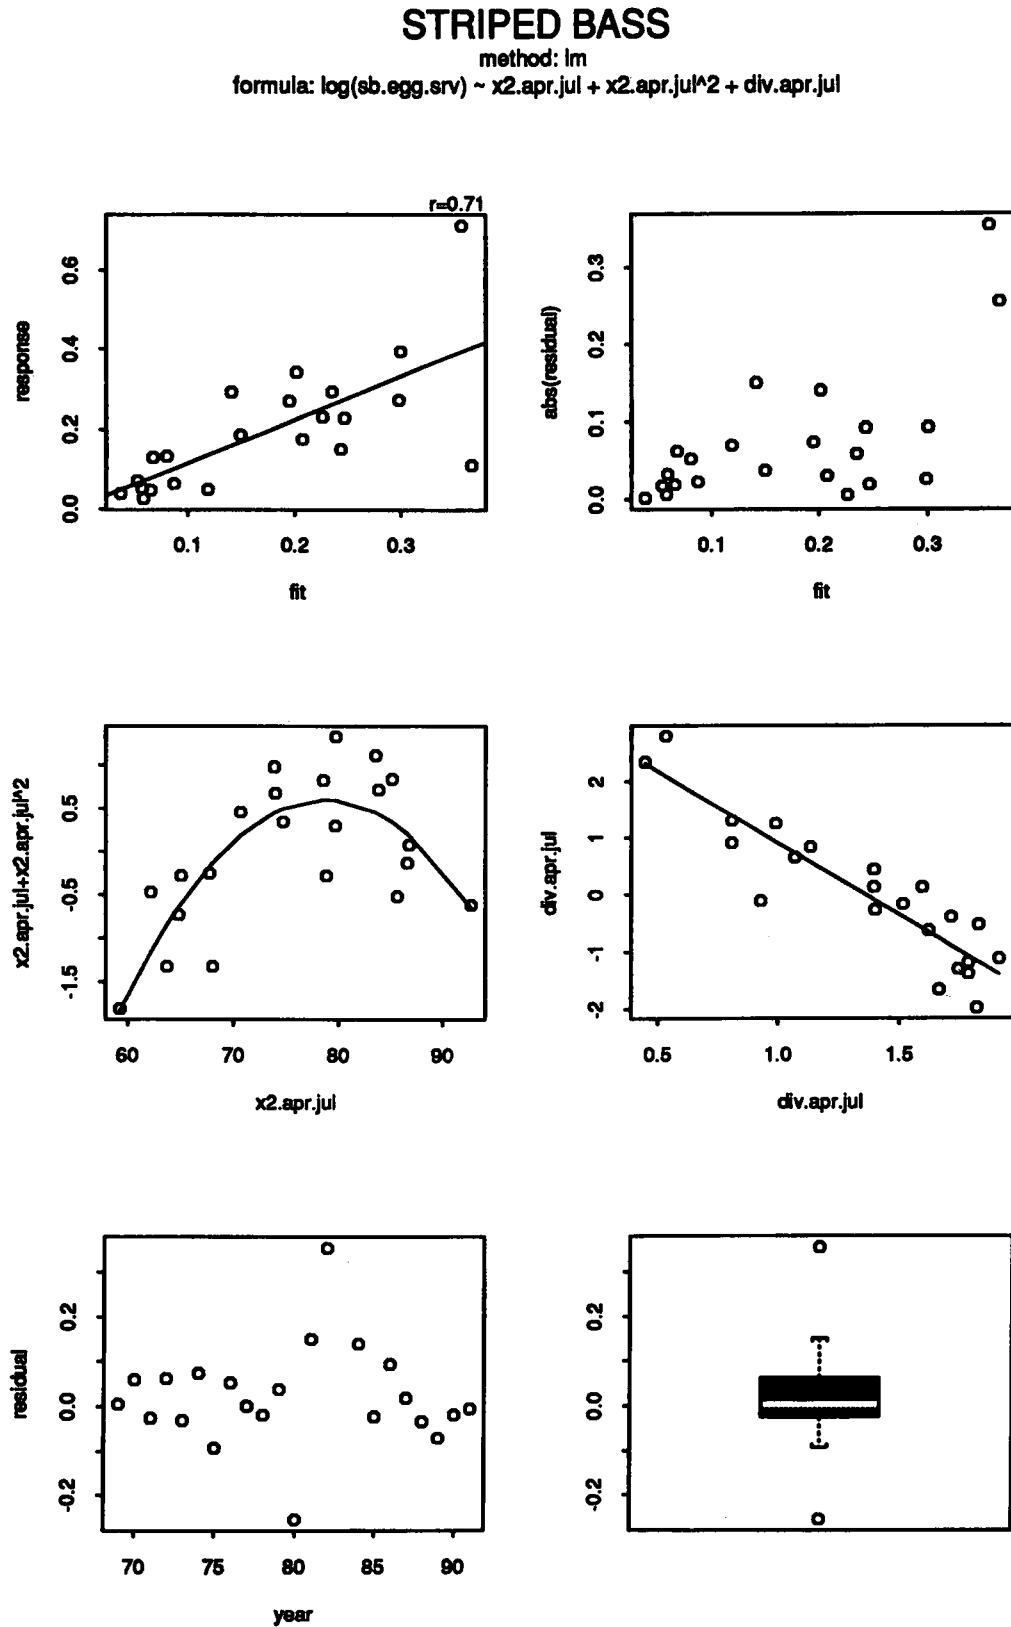 STRIPED BASS
method: lm
formula: log(sb.egg.srv) ~ x2.apr.jul + x2.apr.jul^2 + div.apr.jul
r=0.71
response
0.0 0.2 0.4 0.6
0.1 0.2 0.3
fit
abs(residual)
0.0 0.1 0.2 0.3
0.1 0.2 0.3
fit
x2.apr.jul+x2.apr.jul^2
-1.5 -0.5 0.5
60 70 80 90
x2.apr.jul
div.apr.jul
-2 -1 0 1 2
0.5 1.0 1.5
div.apr.jul
residual
-0.2 0.0 0.2
70 75 80 85 90
year
-0.2 0.0 0.2